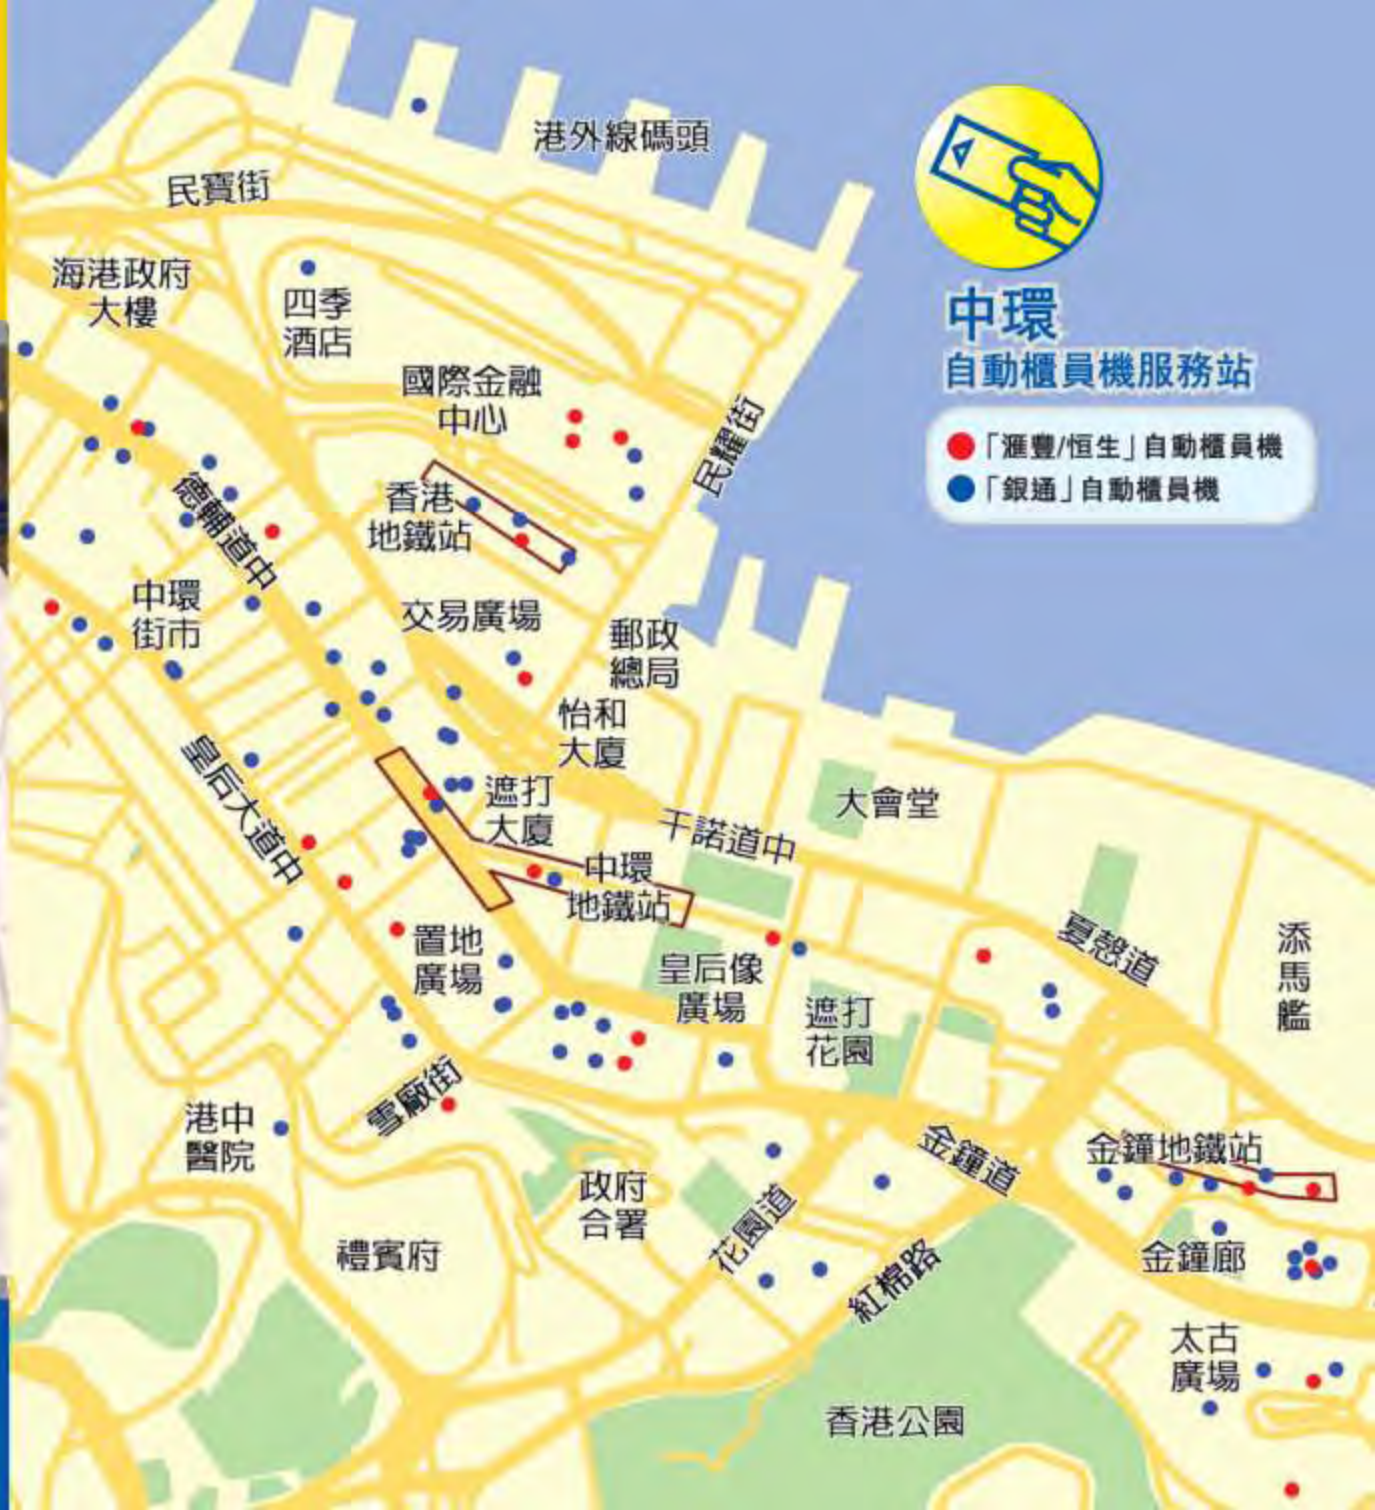 港外線碼頭
民寶街
海港政府
大樓
四季
酒店
中環
自動櫃員機服務站
「滙豐/恒生」自動櫃員機
「銀通」自動櫃員機
國際金融
中心
民耀街
德輔道中
香港
地鐵站
中環
街市
交易廣場
郵政
總局
怡和
大廈
皇后大道中
遮打
大廈
干諾道中
大會堂
中環
地鐵站
置地
廣場
皇后像
廣場
夏慤道
添
馬
艦
遮打
花園
雪廠街
港中
醫院
金鐘道
金鐘地鐵站
政府
合署
花園道
禮賓府
紅棉路
金鐘廊
太古
廣場
香港公園